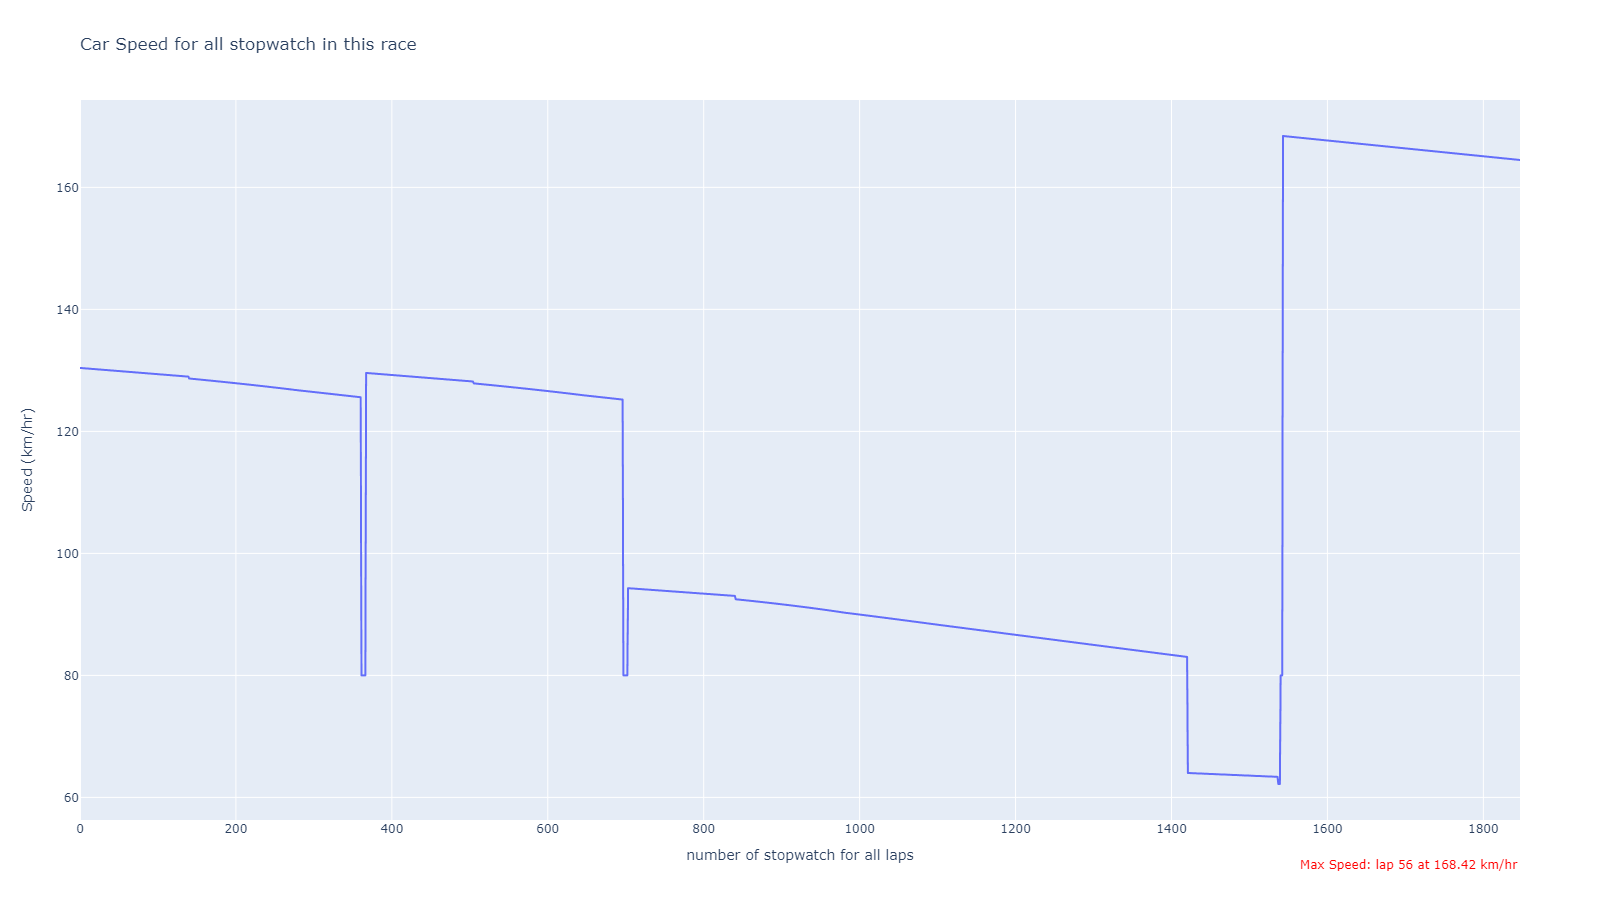 Car Speed for all stopwatch in this race
160
140
120
100
80
60
Speed (km/hr)
0 200 400 600 800 1000 1200 1400 1600 1800
number of stopwatch for all laps
Max Speed: lap 56 at 168.42 km/hr